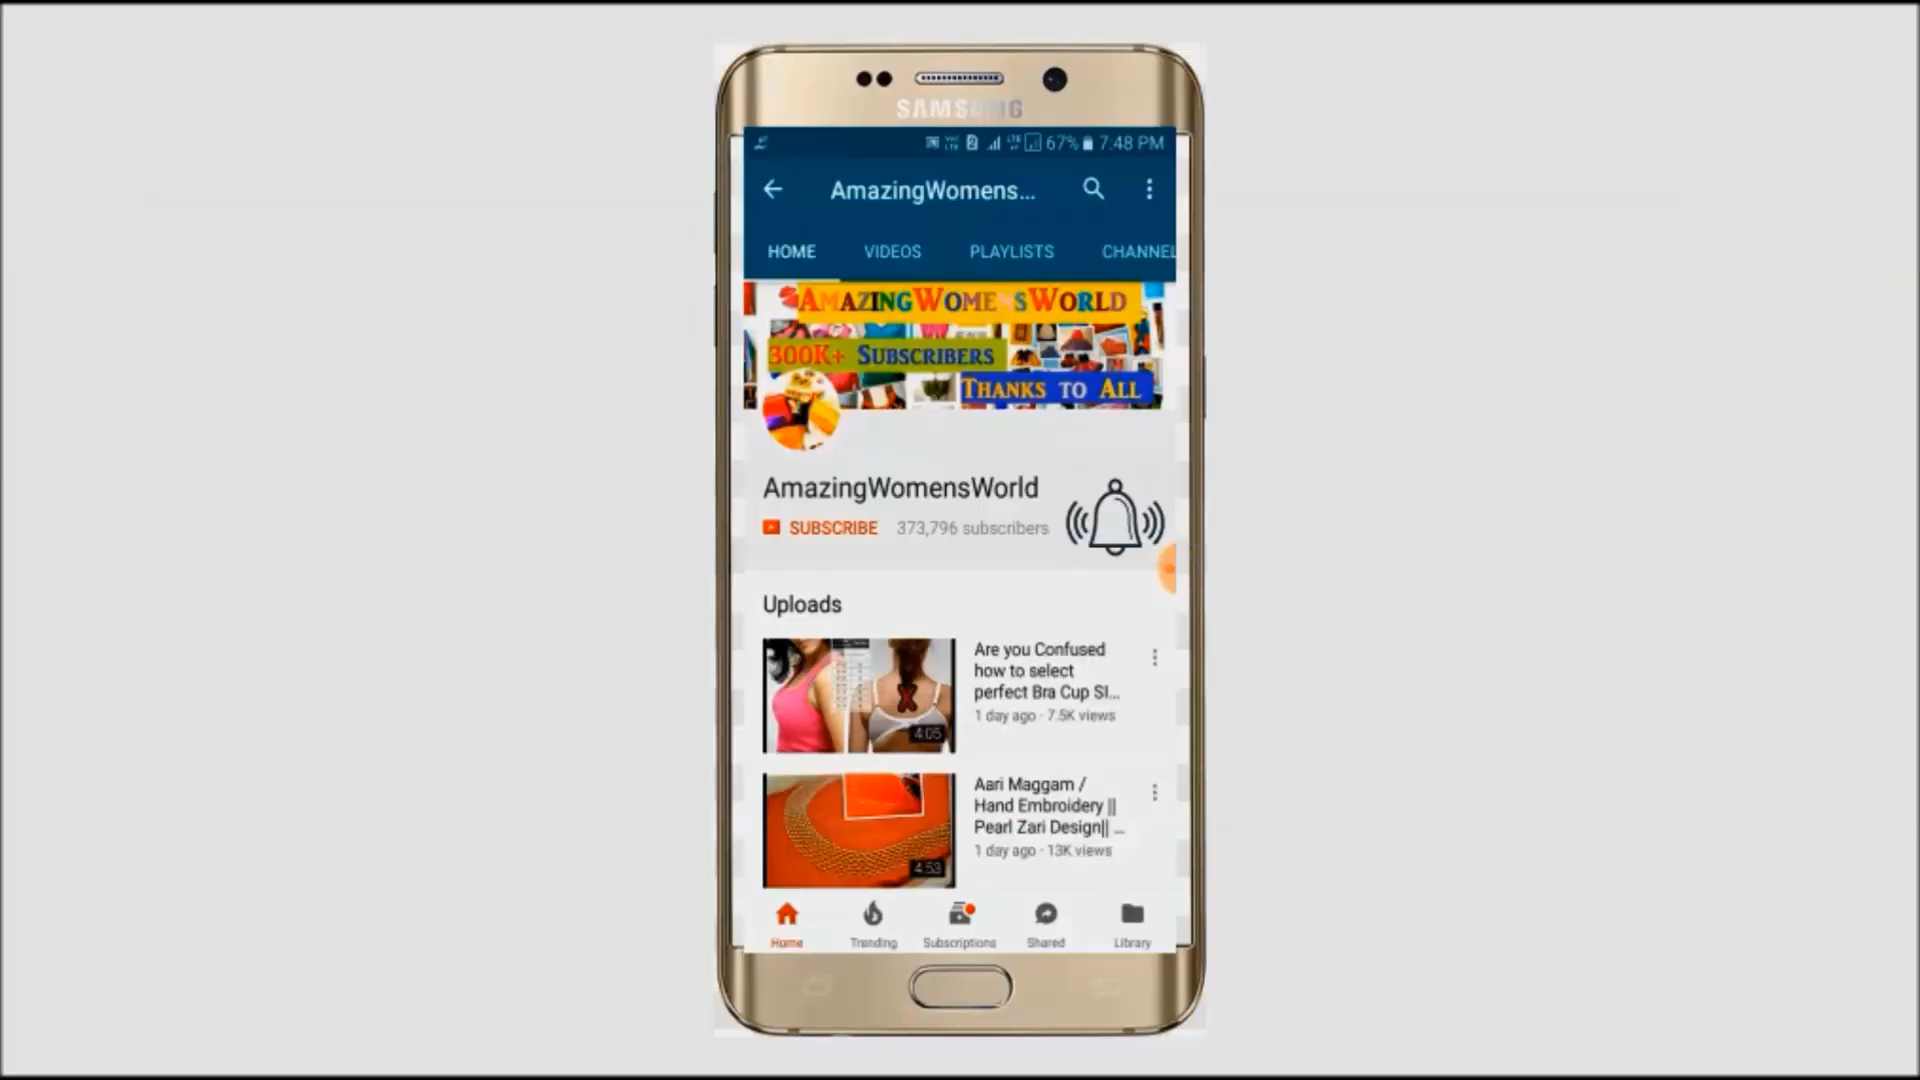 SAMSUNG
67% 7.48 PM
AmazingWomens...
HOME VIDEOS PLAYLISTS CHANNEL
AMAZINGWOMENSWORLD
300K+ SUBSCRIBERS
THANKS TO ALL
AmazingWomensWorld
SUBSCRIBE 373,796 subscribers
Uploads
Are you Confused
how to select
perfect Bra Cup SI...
1 day ago · 7.5K views
4:05
Aari Maggam /
Hand Embroidery ||
Pearl Zari Design|| ...
1 day ago · 13K views
4:53
Home Trending Subscriptions Shared Library